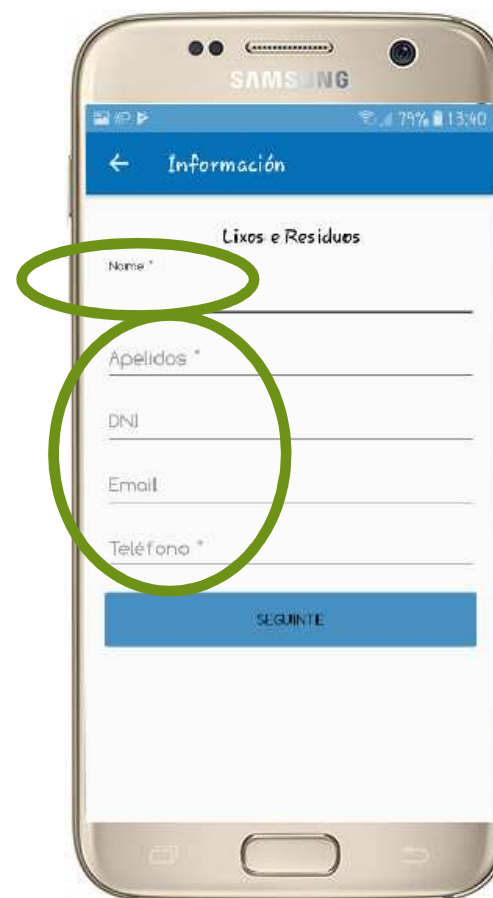 SAMSUNG
79% 13:40
Información
Lixos e Residuos
Nome *
Apelidos *
DNI
Email
Teléfono *
SEGUINTE